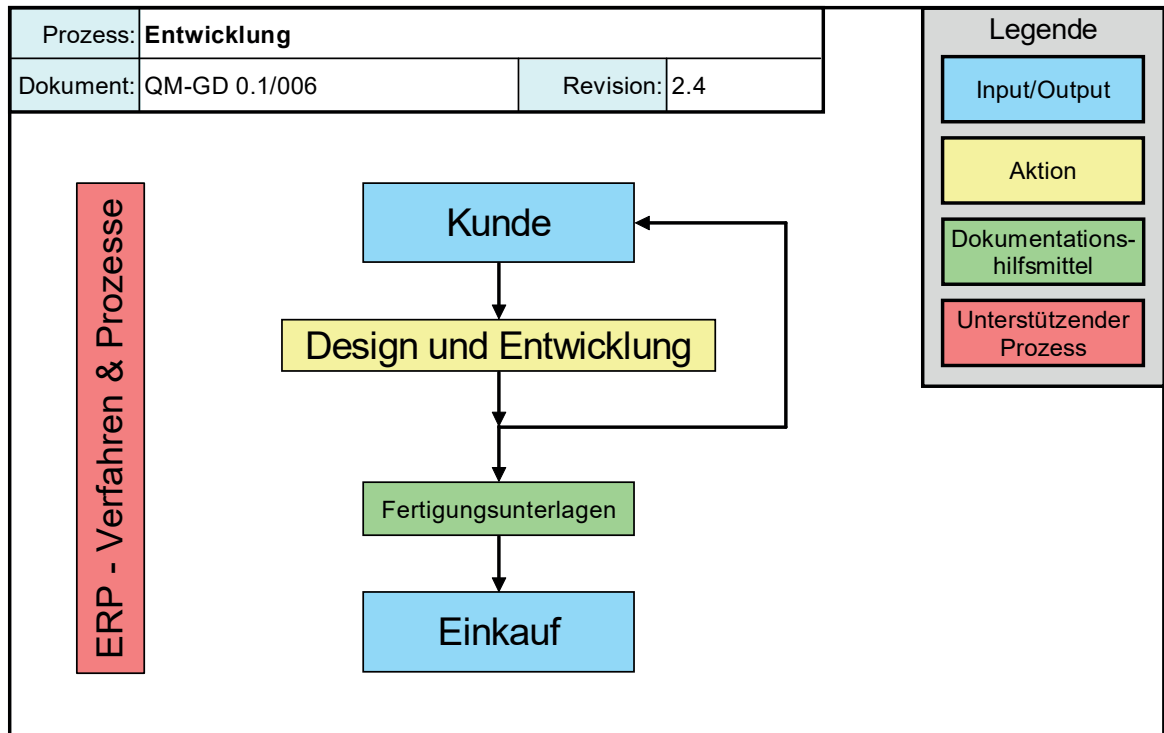 Prozess: Entwicklung
Dokument: QM-GD 0.1/006 Revision: 2.4
Legende
Input/Output
Aktion
Dokumentations-
hilfsmittel
Unterstützender
Prozess
ERP - Verfahren & Prozesse
Kunde
Design und Entwicklung
Fertigungsunterlagen
Einkauf